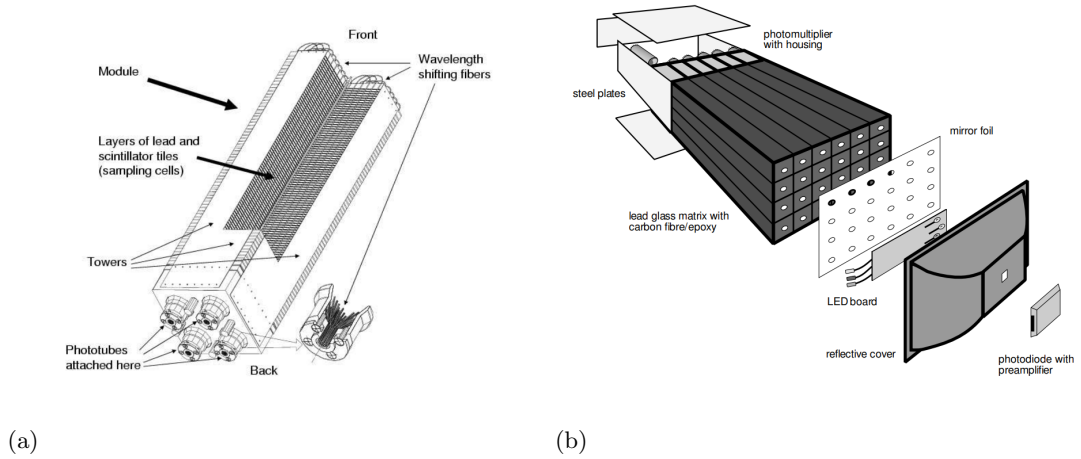 Front
Wavelength
shifting fibers
Module
Layers of lead and
scintillator tiles
(sampling cells)
Towers
Phototubes
attached here
Back
(a)
photomultiplier
with housing
steel plates
mirror foil
lead glass matrix with
carbon fibre/epoxy
LED board
reflective cover
photodiode with
preamplifier
(b)